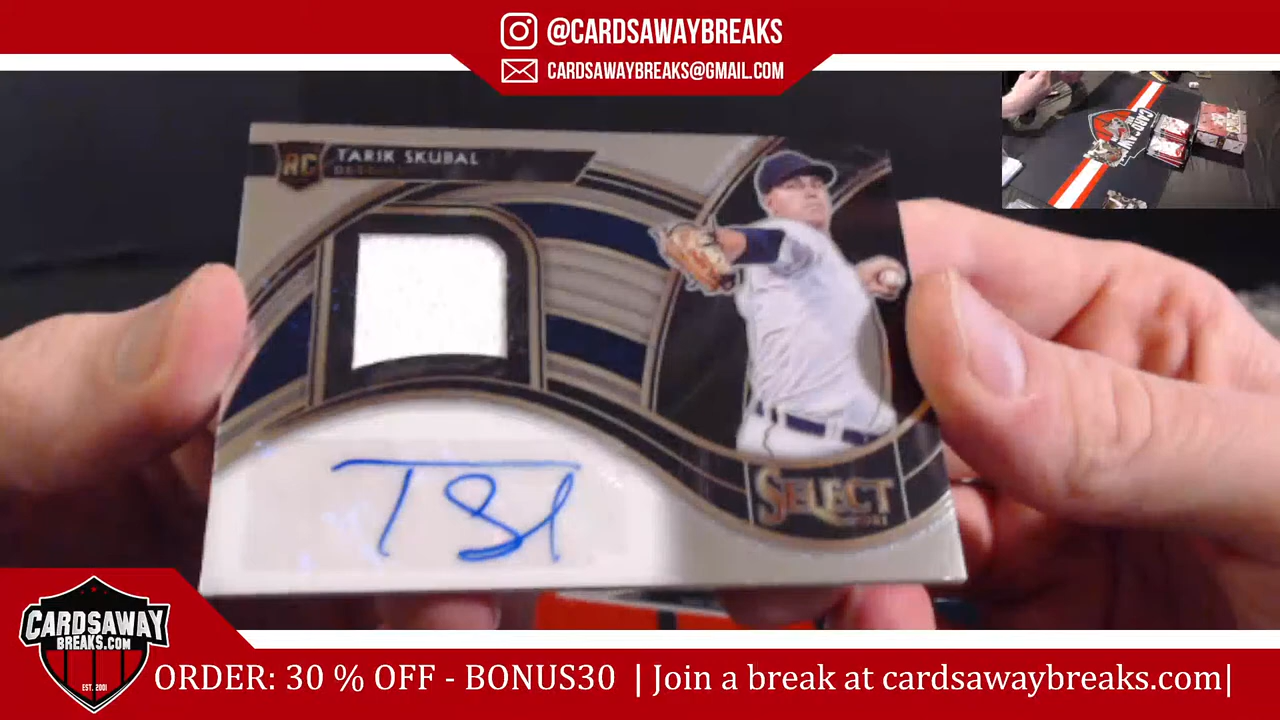 @CARDSAWAYBREAKS
CARDSAWAYBREAKS@GMAIL.COM
RC
TARIK SKUBAL
SELECT
CARDSAWAY
BREAKS.COM
EST. 2001
ORDER: 30 % OFF - BONUS30 | Join a break at cardsawaybreaks.com|